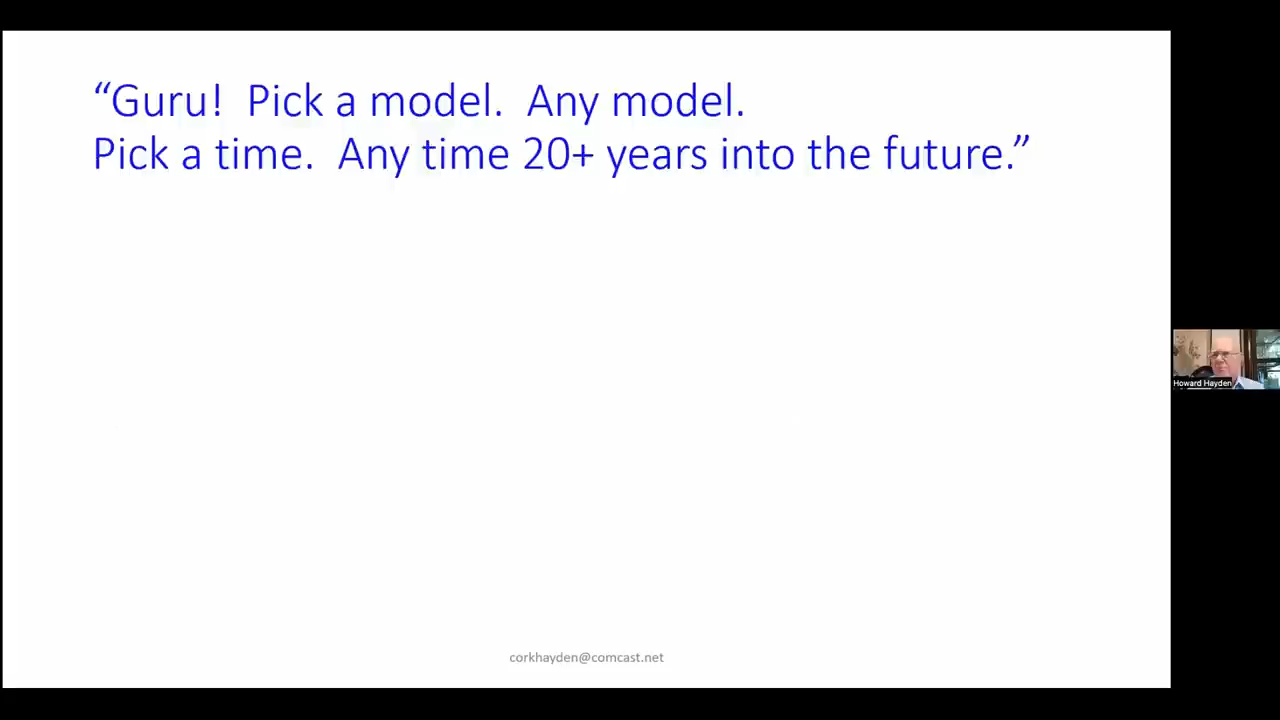 “Guru!  Pick a model.  Any model.
Pick a time.  Any time 20+ years into the future.”
Howard Hayden
corkhayden@comcast.net